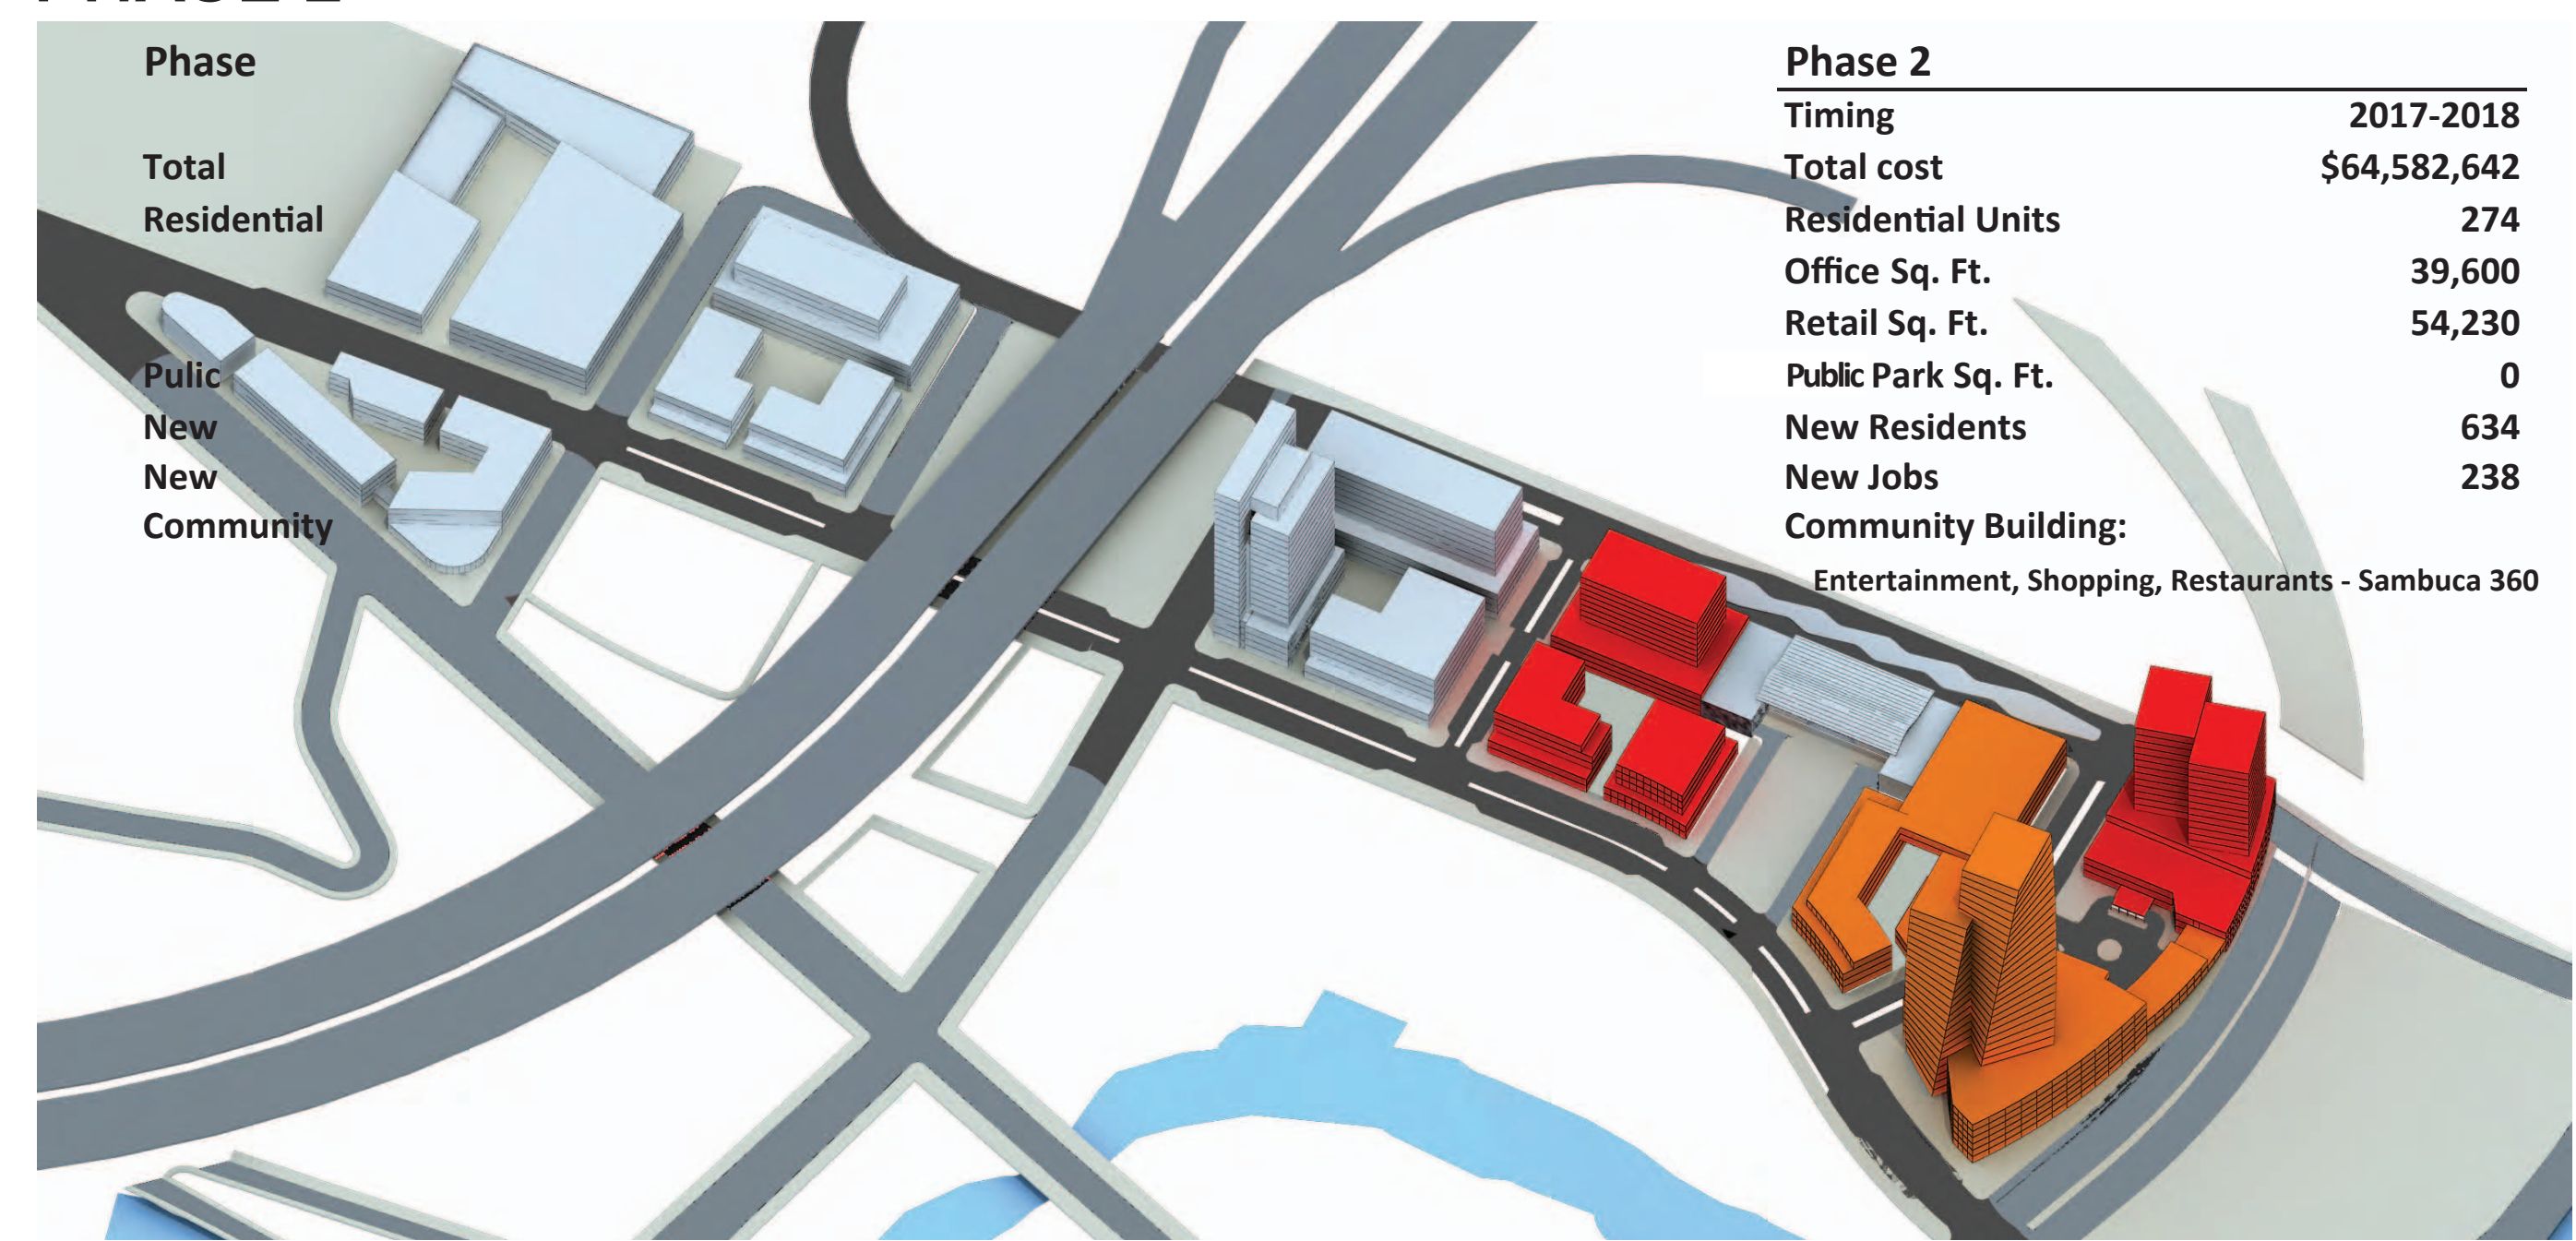 Phase
Total
Residential
Pulic
New
New
Community
Phase 2
Timing 2017-2018
Total cost $64,582,642
Residential Units 274
Office Sq. Ft. 39,600
Retail Sq. Ft. 54,230
Public Park Sq. Ft. 0
New Residents 634
New Jobs 238
Community Building:
Entertainment, Shopping, Restaurants - Sambuca 360